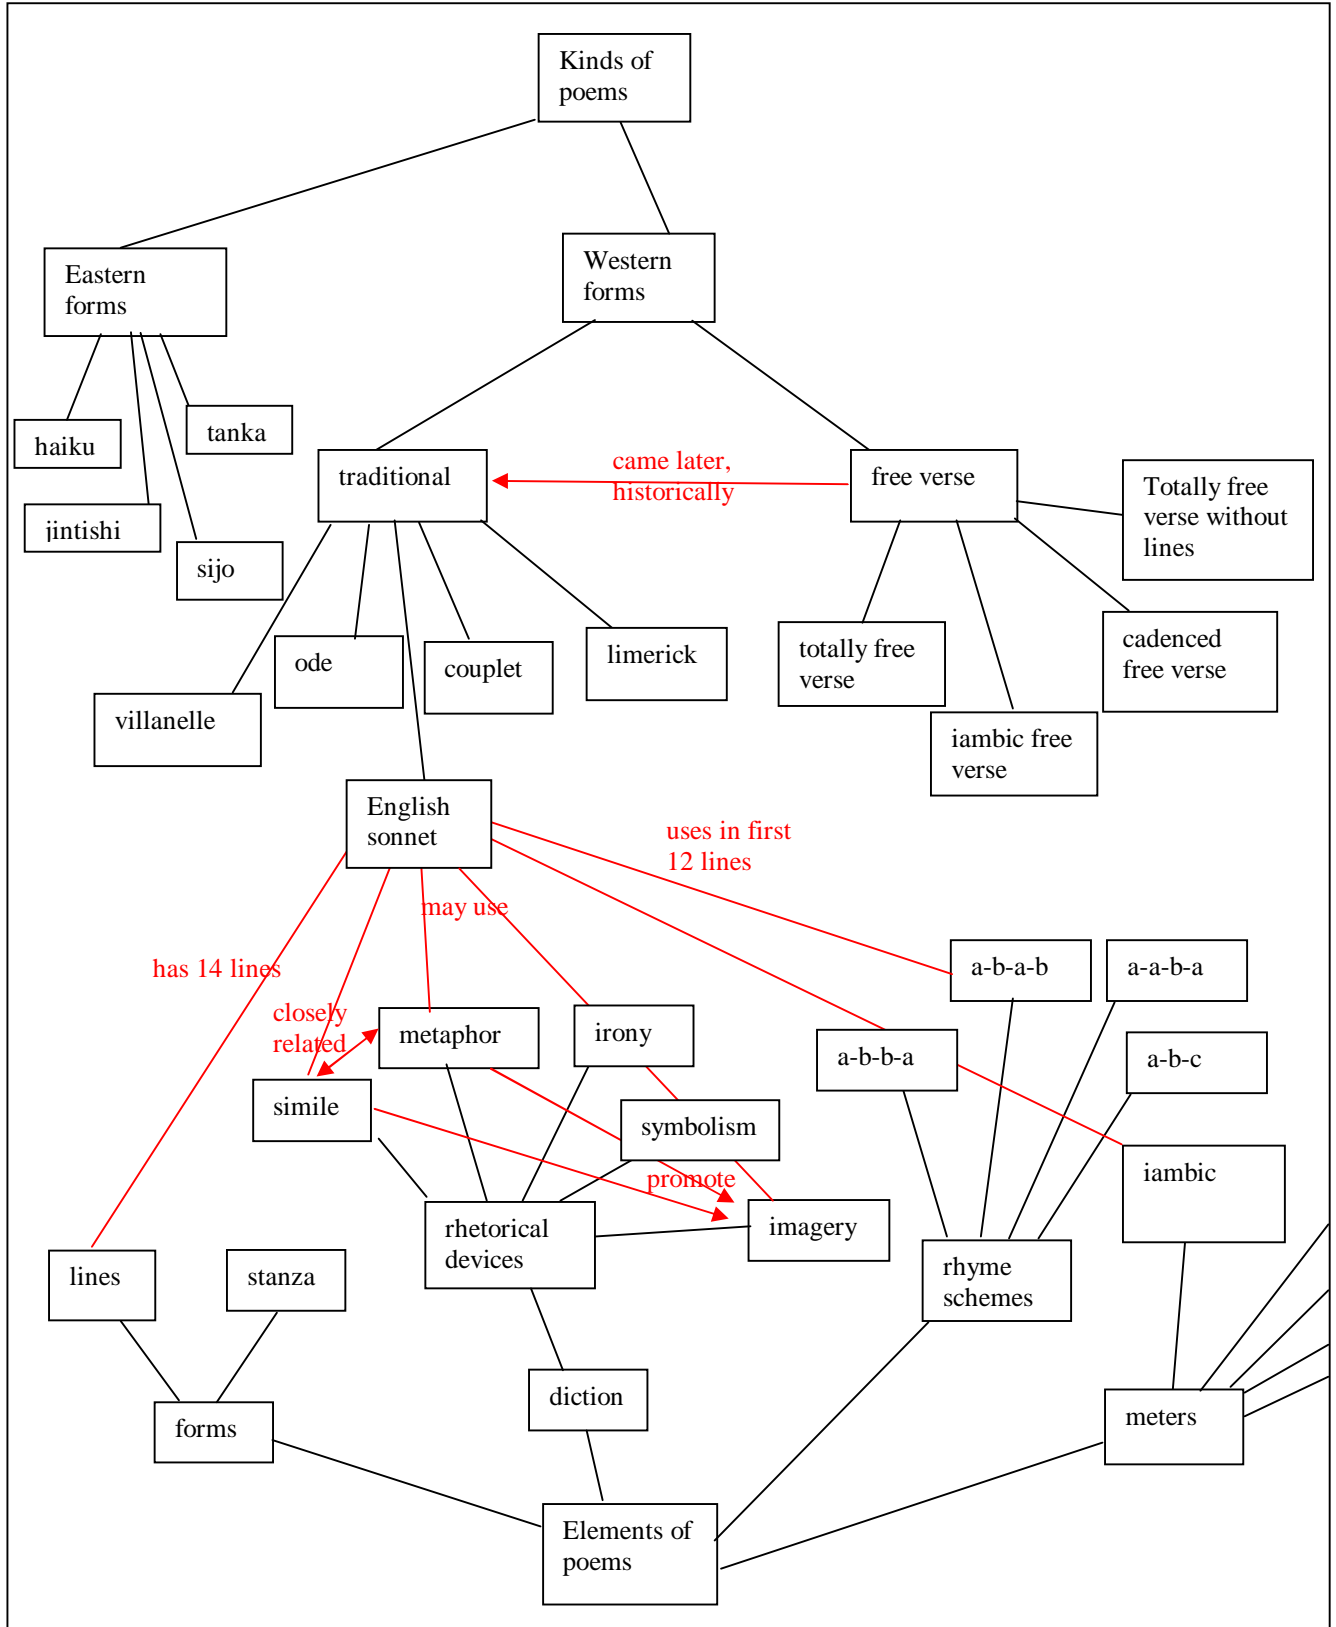 Kinds of
poems
Eastern
forms
Western
forms
haiku
tanka
jintishi
sijo
traditional
came later,
historically
free verse
Totally free
verse without
lines
villanelle
ode
couplet
limerick
totally free
verse
cadenced
free verse
iambic free
verse
English
sonnet
uses in first
12 lines
may use
has 14 lines
closely
related
metaphor
irony
simile
symbolism
promote
a-b-a-b
a-a-b-a
a-b-b-a
a-b-c
iambic
lines
stanza
rhetorical
devices
imagery
rhyme
schemes
forms
diction
meters
Elements of
poems